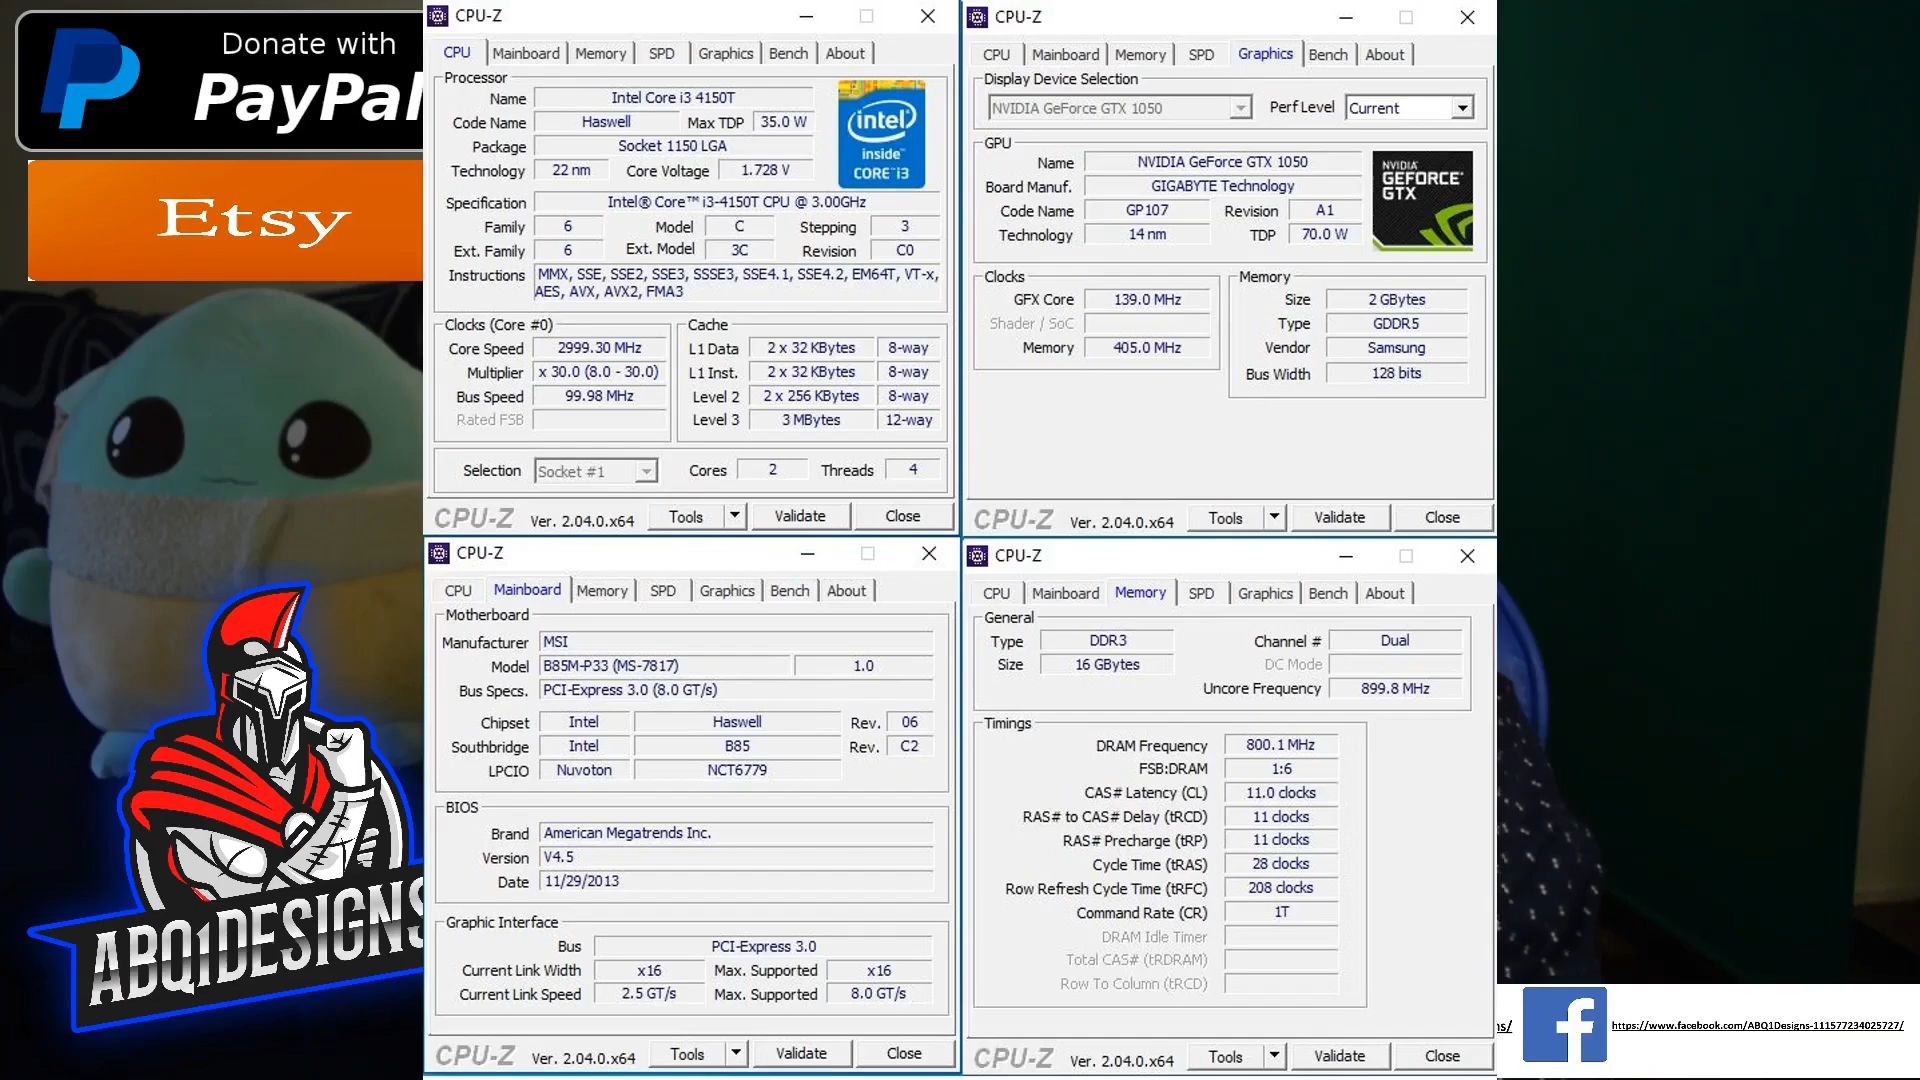 Donate with
PayPal
Etsy
ABQ1DESIGNS
CPU-Z
CPU Mainboard Memory SPD Graphics Bench About
Processor
Name Intel Core i3 4150T
Code Name Haswell Max TDP 35.0 W
Package Socket 1150 LGA
Technology 22 nm Core Voltage 1.728 V
intel inside™ CORE™i3
Specification Intel® Core™ i3-4150T CPU @ 3.00GHz
Family 6 Model C Stepping 3
Ext. Family 6 Ext. Model 3C Revision C0
Instructions MMX, SSE, SSE2, SSE3, SSSE3, SSE4.1, SSE4.2, EM64T, VT-x,
AES, AVX, AVX2, FMA3
Clocks (Core #0) Cache
Core Speed 2999.30 MHz L1 Data 2 x 32 KBytes 8-way
Multiplier x 30.0 (8.0 - 30.0) L1 Inst. 2 x 32 KBytes 8-way
Bus Speed 99.98 MHz Level 2 2 x 256 KBytes 8-way
Rated FSB Level 3 3 MBytes 12-way
Selection Socket #1 Cores 2 Threads 4
CPU-Z Ver. 2.04.0.x64 Tools Validate Close
CPU-Z
CPU Mainboard Memory SPD Graphics Bench About
Display Device Selection
NVIDIA GeForce GTX 1050 Perf Level Current
GPU
Name NVIDIA GeForce GTX 1050
Board Manuf. GIGABYTE Technology
Code Name GP107 Revision A1
Technology 14 nm TDP 70.0 W
NVIDIA GEFORCE GTX
Clocks Memory
GFX Core 139.0 MHz Size 2 GBytes
Shader / SoC Type GDDR5
Memory 405.0 MHz Vendor Samsung
Bus Width 128 bits
CPU-Z Ver. 2.04.0.x64 Tools Validate Close
CPU-Z
CPU Mainboard Memory SPD Graphics Bench About
Motherboard
Manufacturer MSI
Model B85M-P33 (MS-7817) 1.0
Bus Specs. PCI-Express 3.0 (8.0 GT/s)
Chipset Intel Haswell Rev. 06
Southbridge Intel B85 Rev. C2
LPCIO Nuvoton NCT6779
BIOS
Brand American Megatrends Inc.
Version V4.5
Date 11/29/2013
Graphic Interface
Bus PCI-Express 3.0
Current Link Width x16 Max. Supported x16
Current Link Speed 2.5 GT/s Max. Supported 8.0 GT/s
CPU-Z Ver. 2.04.0.x64 Tools Validate Close
CPU-Z
CPU Mainboard Memory SPD Graphics Bench About
General
Type DDR3 Channel # Dual
Size 16 GBytes DC Mode
Uncore Frequency 899.8 MHz
Timings
DRAM Frequency 800.1 MHz
FSB:DRAM 1:6
CAS# Latency (CL) 11.0 clocks
RAS# to CAS# Delay (tRCD) 11 clocks
RAS# Precharge (tRP) 11 clocks
Cycle Time (tRAS) 28 clocks
Row Refresh Cycle Time (tRFC) 208 clocks
Command Rate (CR) 1T
DRAM Idle Timer
Total CAS# (tRDRAM)
Row To Column (tRCD)
CPU-Z Ver. 2.04.0.x64 Tools Validate Close
ns/ f https://www.facebook.com/ABQ1Designs-111577234025727/